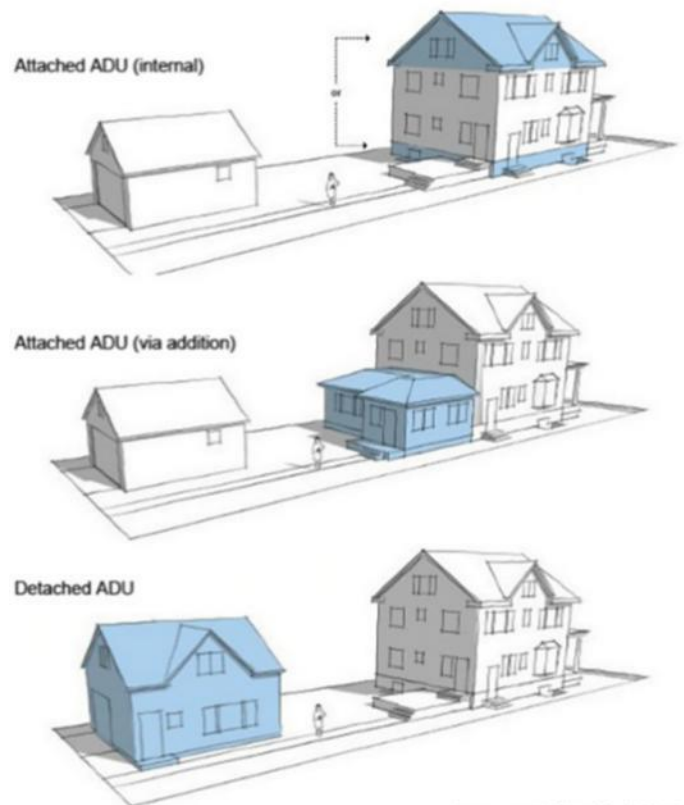 Attached ADU (internal)
or
Attached ADU (via addition)
Detached ADU